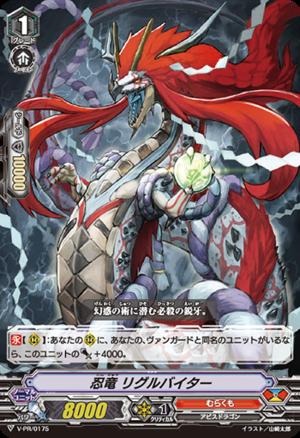 1
グレード
ブースト
シールド
10000
幻惑の術に潜む必殺の鋭牙。
【永】【(R)】:あなたの(R)に、あなたの、ヴァンガードと同名のユニットがいるな
ら、このユニットの+4000。
忍竜 リグルバイター
パワー
8000
1
クリティカル
むらくも
アビスドラゴン
V-PR/0175
イラスト/山崎太郎